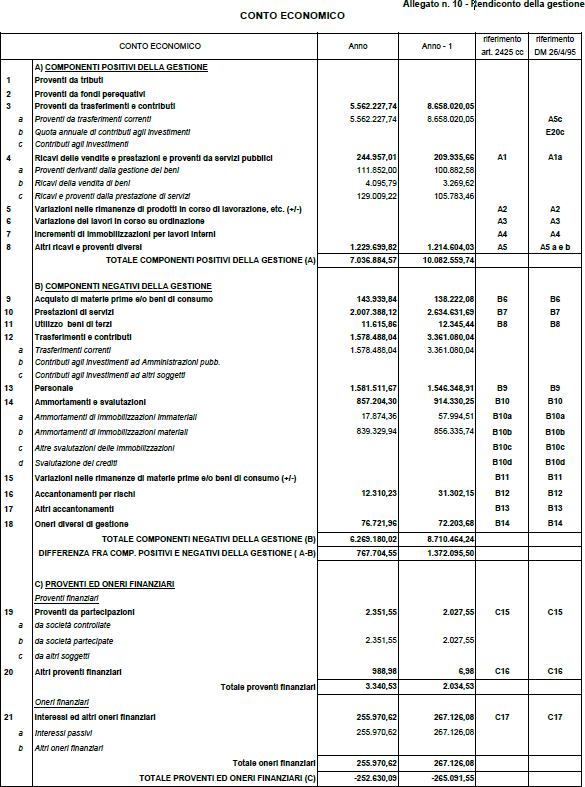 Allegato n. 10 - Rendiconto della gestione
CONTO ECONOMICO
CONTO ECONOMICO Anno Anno - 1 riferimento art. 2425 cc riferimento DM 26/4/95
A) COMPONENTI POSITIVI DELLA GESTIONE
1 Proventi da tributi
2 Proventi da fondi perequativi
3 Proventi da trasferimenti e contributi 5.562.227,74 8.658.020,05
a Proventi da trasferimenti correnti 5.562.227,74 8.658.020,05 A5c
b Quota annuale di contributi agli investimenti E20c
c Contributi agli investimenti
4 Ricavi delle vendite e prestazioni e proventi da servizi pubblici 244.957,01 209.935,66 A1 A1a
a Proventi derivanti dalla gestione dei beni 111.852,00 100.882,58
b Ricavi della vendita di beni 4.095,79 3.269,62
c Ricavi e proventi dalla prestazione di servizi 129.009,22 105.783,46
5 Variazioni nelle rimanenze di prodotti in corso di lavorazione, etc. (+/-) A2 A2
6 Variazione dei lavori in corso su ordinazione A3 A3
7 Incrementi di immobilizzazioni per lavori interni A4 A4
8 Altri ricavi e proventi diversi 1.229.699,82 1.214.604,03 A5 A5 a e b
TOTALE COMPONENTI POSITIVI DELLA GESTIONE (A) 7.036.884,57 10.082.559,74
B) COMPONENTI NEGATIVI DELLA GESTIONE
9 Acquisto di materie prime e/o beni di consumo 143.939,84 138.222,08 B6 B6
10 Prestazioni di servizi 2.007.388,12 2.634.631,69 B7 B7
11 Utilizzo beni di terzi 11.615,86 12.345,44 B8 B8
12 Trasferimenti e contributi 1.578.488,04 3.361.080,04
a Trasferimenti correnti 1.578.488,04 3.361.080,04
b Contributi agli investimenti ad Amministrazioni pubb.
c Contributi agli investimenti ad altri soggetti
13 Personale 1.581.511,67 1.546.348,91 B9 B9
14 Ammortamenti e svalutazioni 857.204,30 914.330,25 B10 B10
a Ammortamenti di immobilizzazioni Immateriali 17.874,36 57.994,51 B10a B10a
b Ammortamenti di immobilizzazioni materiali 839.329,94 856.335,74 B10b B10b
c Altre svalutazioni delle immobilizzazioni B10c B10c
d Svalutazione dei crediti B10d B10d
15 Variazioni nelle rimanenze di materie prime e/o beni di consumo (+/-) B11 B11
16 Accantonamenti per rischi 12.310,23 31.302,15 B12 B12
17 Altri accantonamenti B13 B13
18 Oneri diversi di gestione 76.721,96 72.203,68 B14 B14
TOTALE COMPONENTI NEGATIVI DELLA GESTIONE (B) 6.269.180,02 8.710.464,24
DIFFERENZA FRA COMP. POSITIVI E NEGATIVI DELLA GESTIONE ( A-B) 767.704,55 1.372.095,50
C) PROVENTI ED ONERI FINANZIARI
Proventi finanziari
19 Proventi da partecipazioni 2.351,55 2.027,55 C15 C15
a da società controllate
b da società partecipate 2.351,55 2.027,55
c da altri soggetti
20 Altri proventi finanziari 988,98 6,98 C16 C16
Totale proventi finanziari 3.340,53 2.034,53
Oneri finanziari
21 Interessi ed altri oneri finanziari 255.970,62 267.126,08 C17 C17
a Interessi passivi 255.970,62 267.126,08
b Altri oneri finanziari
Totale oneri finanziari 255.970,62 267.126,08
TOTALE PROVENTI ED ONERI FINANZIARI (C) -252.630,09 -265.091,55